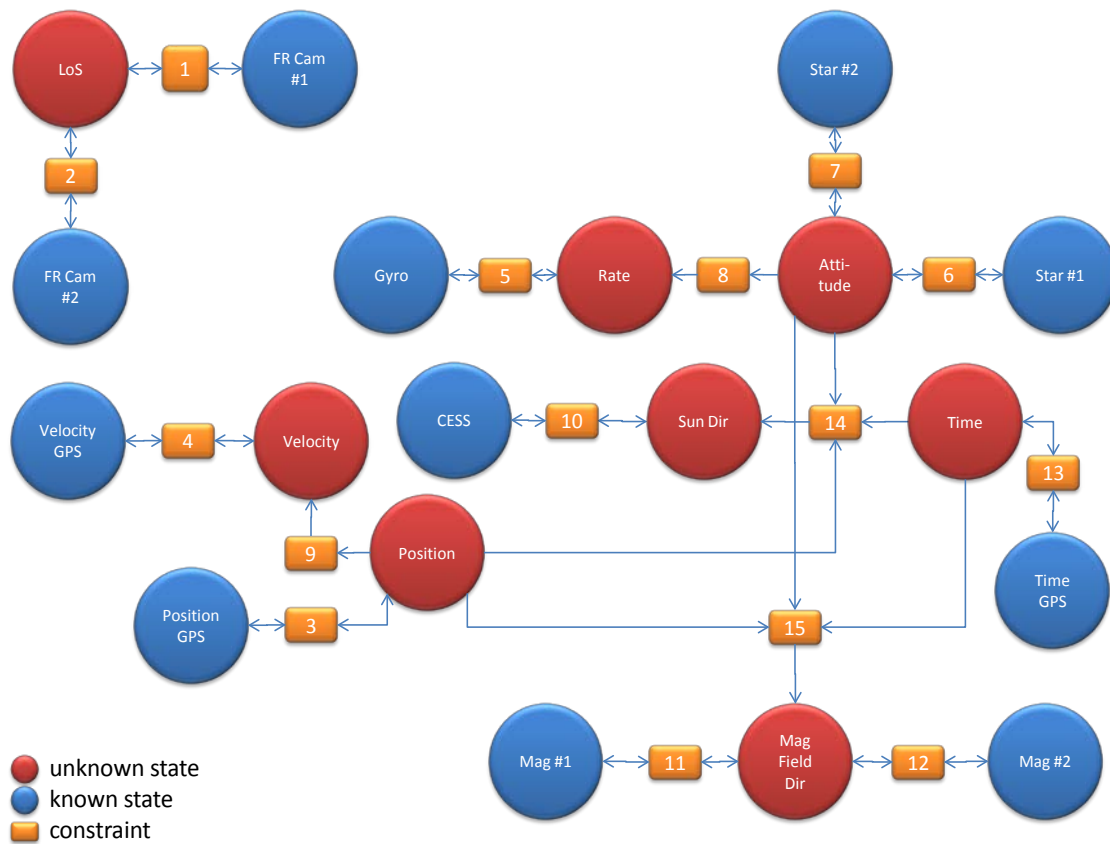 LoS
1
FR Cam
#1
Star #2
2
7
FR Cam
#2
Gyro
5
Rate
8
Atti-
tude
6
Star #1
Velocity
GPS
4
Velocity
CESS
10
Sun Dir
14
Time
13
9
Position
Position
GPS
3
15
Time
GPS
Mag #1
11
Mag
Field
Dir
12
Mag #2
unknown state
known state
constraint